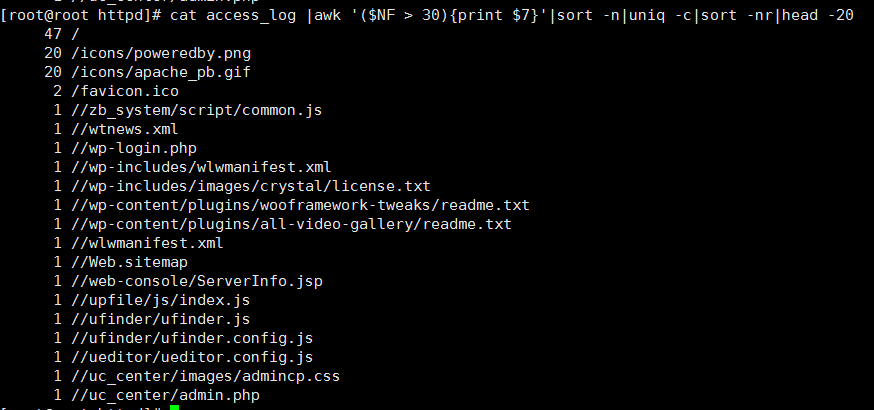 [root@root httpd]# cat access_log |awk '($NF > 30){print $7}'|sort -n|uniq -c|sort -nr|head -20
47 /
20 /icons/poweredby.png
20 /icons/apache_pb.gif
2 /favicon.ico
1 //zb_system/script/common.js
1 //wtnews.xml
1 //wp-login.php
1 //wp-includes/wlwmanifest.xml
1 //wp-includes/images/crystal/license.txt
1 //wp-content/plugins/wooframework-tweaks/readme.txt
1 //wp-content/plugins/all-video-gallery/readme.txt
1 //wlwmanifest.xml
1 //Web.sitemap
1 //web-console/ServerInfo.jsp
1 //upfile/js/index.js
1 //ufinder/ufinder.js
1 //ufinder/ufinder.config.js
1 //ueditor/ueditor.config.js
1 //uc_center/images/admincp.css
1 //uc_center/admin.php